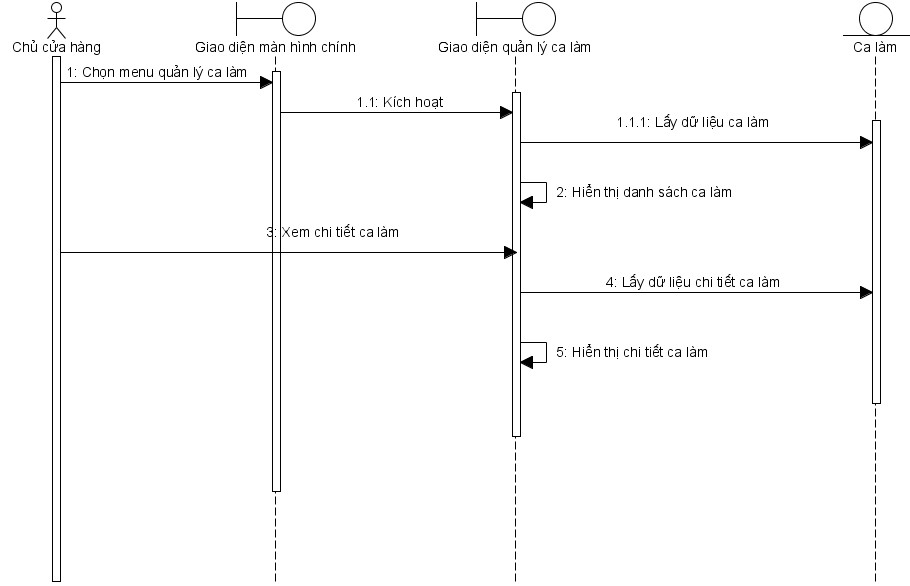 Chủ cửa hàng
Giao diện màn hình chính
Giao diện quản lý ca làm
Ca làm
1: Chọn menu quản lý ca làm
1.1: Kích hoạt
1.1.1: Lấy dữ liệu ca làm
2: Hiển thị danh sách ca làm
3: Xem chi tiết ca làm
4: Lấy dữ liệu chi tiết ca làm
5: Hiển thị chi tiết ca làm